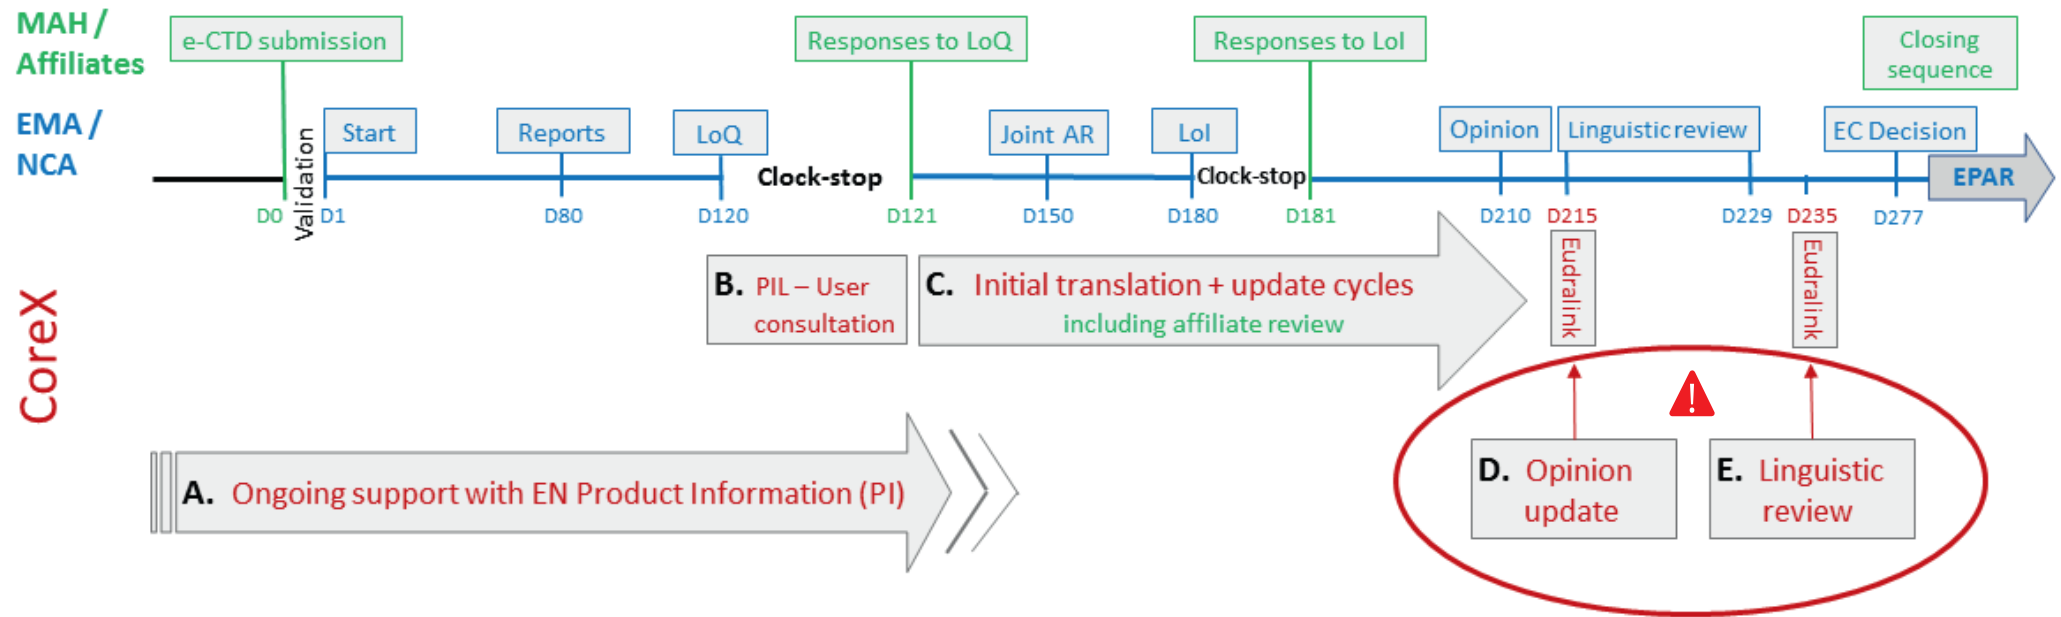 MAH /
Affiliates
e-CTD submission
Responses to LoQ
Responses to LoI
Closing
sequence
EMA /
NCA
Validation
Start
Reports
LoQ
Clock-stop
Joint AR
LoI
Clock-stop
Opinion
Linguistic review
EC Decision
EPAR
D0
D1
D80
D120
D121
D150
D180
D181
D210
D215
D229
D235
D277
CoreX
B. PIL – User
consultation
C. Initial translation + update cycles
including affiliate review
Eudralink
Eudralink
A. Ongoing support with EN Product Information (PI)
!
D. Opinion
update
E. Linguistic
review